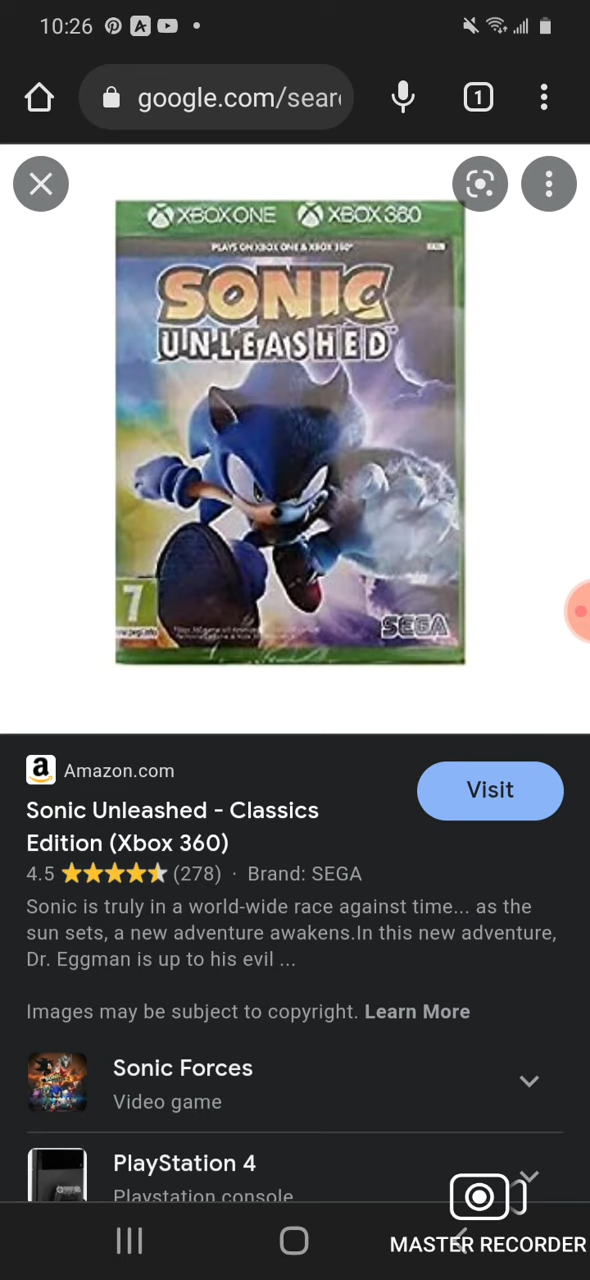 10:26
google.com/sear
1
XBOX ONE XBOX 360
PLAYS ON XBOX ONE & XBOX 360
SONIC
UNLEASHED
7
SEGA
a Amazon.com
Visit
Sonic Unleashed - Classics
Edition (Xbox 360)
4.5 (278) · Brand: SEGA
Sonic is truly in a world-wide race against time... as the
sun sets, a new adventure awakens.In this new adventure,
Dr. Eggman is up to his evil ...
Images may be subject to copyright. Learn More
Sonic Forces
Video game
PlayStation 4
Playstation console
MASTER RECORDER